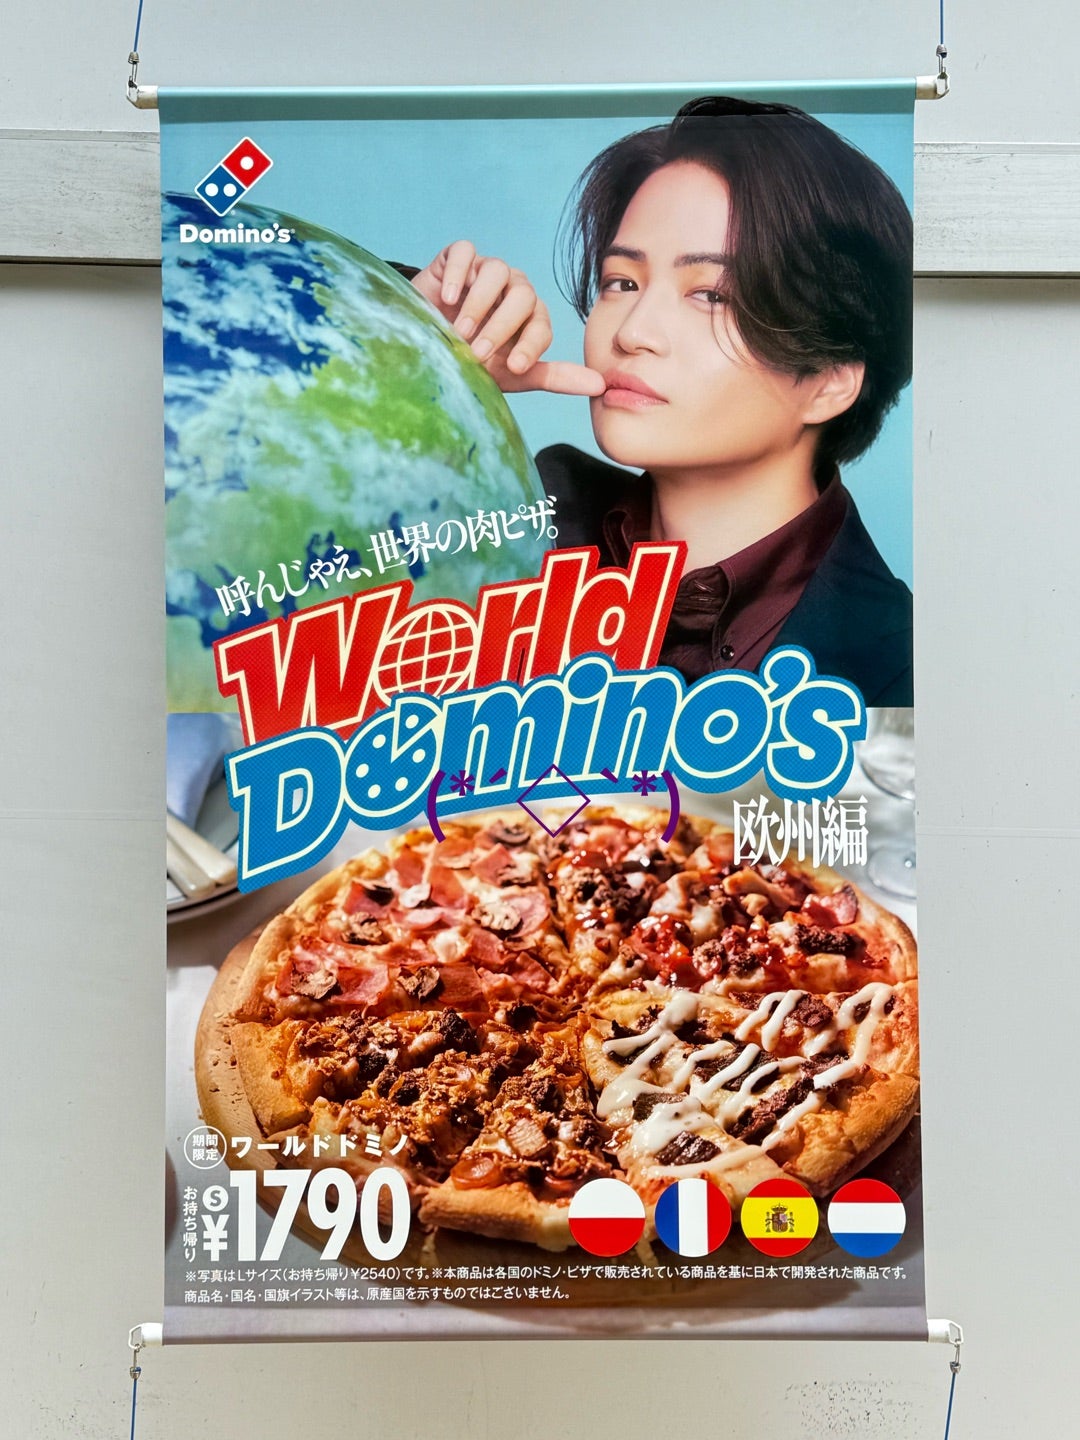 Domino's
呼んじゃえ、世界の肉ピザ。
World
Domino's
(*´◇`*)
欧州編
期間限定
ワールドドミノ
お持ち帰り
S ¥1790
※写真はLサイズ(お持ち帰り¥2540)です。※本商品は各国のドミノ・ピザで販売されている商品を基に日本で開発された商品です。
商品名・国名・国旗イラスト等は、原産国を示すものではございません。